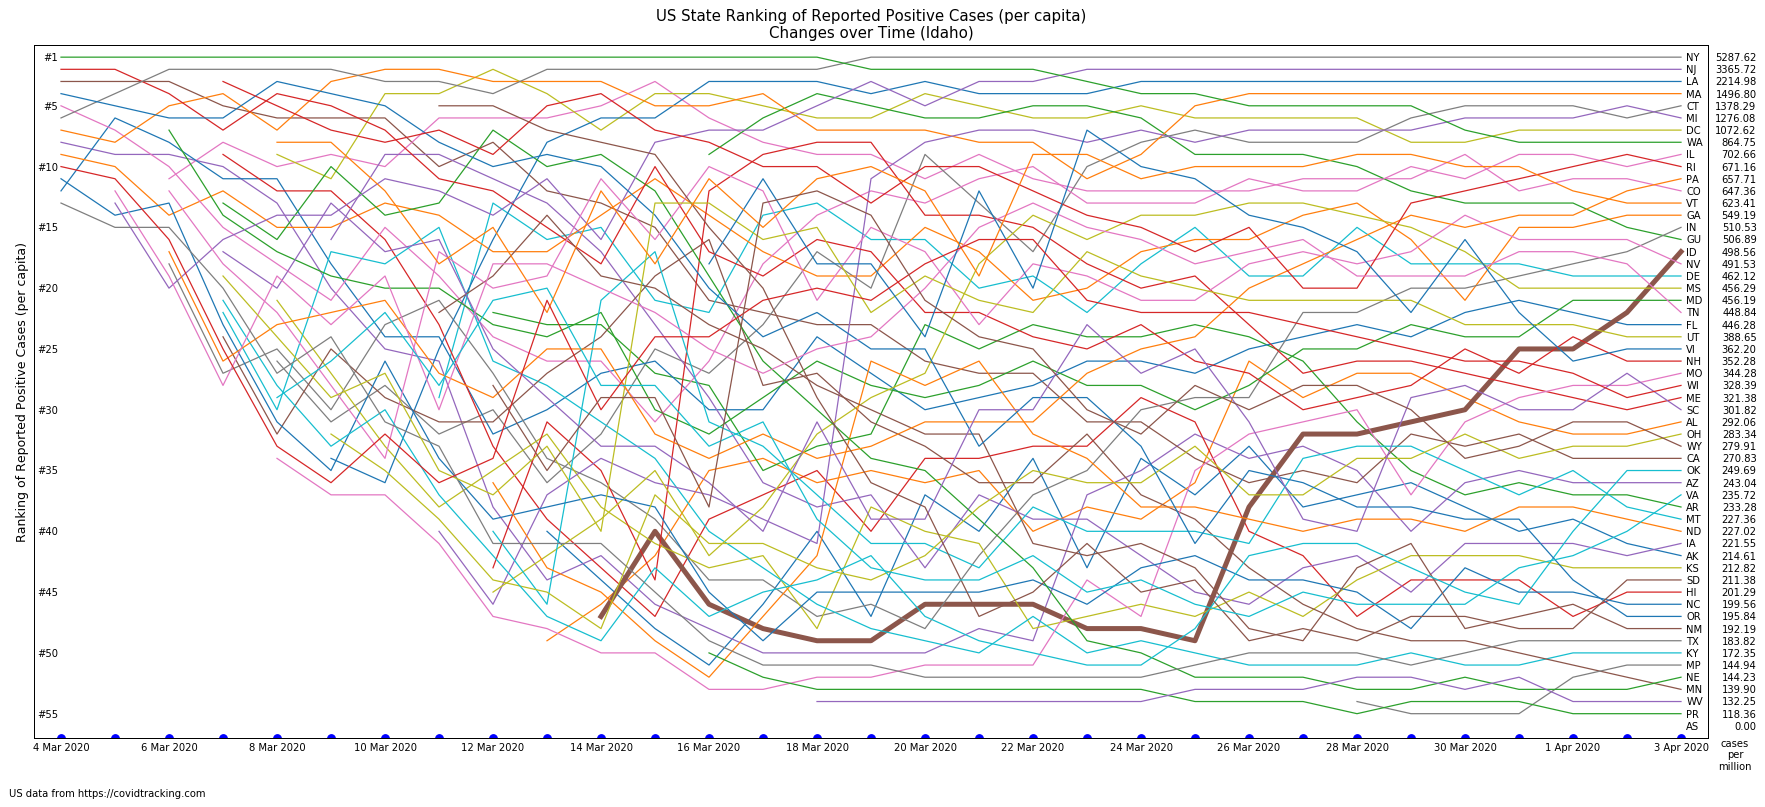 US State Ranking of Reported Positive Cases (per capita)
Changes over Time (Idaho)
Ranking of Reported Positive Cases (per capita)
#1
#5
#10
#15
#20
#25
#30
#35
#40
#45
#50
#55
NY 5287.62
NJ 3365.72
LA 2214.98
MA 1496.80
CT 1378.29
MI 1276.08
DC 1072.62
WA 864.75
IL 702.66
RI 671.16
PA 657.71
CO 647.36
VT 623.41
GA 549.19
IN 510.53
GU 506.89
ID 498.56
NV 491.53
DE 462.12
MS 456.29
MD 456.19
TN 448.84
FL 446.28
UT 388.65
VI 362.20
NH 352.28
MO 344.28
WI 328.39
ME 321.38
SC 301.82
AL 292.06
OH 283.34
WY 279.91
CA 270.83
OK 249.69
AZ 243.04
VA 235.72
AR 233.28
MT 227.36
ND 227.02
IA 221.55
AK 214.61
KS 212.82
SD 211.38
HI 201.29
NC 199.56
OR 195.84
NM 192.19
TX 183.82
KY 172.35
MP 144.94
NE 144.23
MN 139.90
WV 132.25
PR 118.36
AS 0.00
4 Mar 2020 6 Mar 2020 8 Mar 2020 10 Mar 2020 12 Mar 2020 14 Mar 2020 16 Mar 2020 18 Mar 2020 20 Mar 2020 22 Mar 2020 24 Mar 2020 26 Mar 2020 28 Mar 2020 30 Mar 2020 1 Apr 2020 3 Apr 2020
cases
per
million
US data from https://covidtracking.com